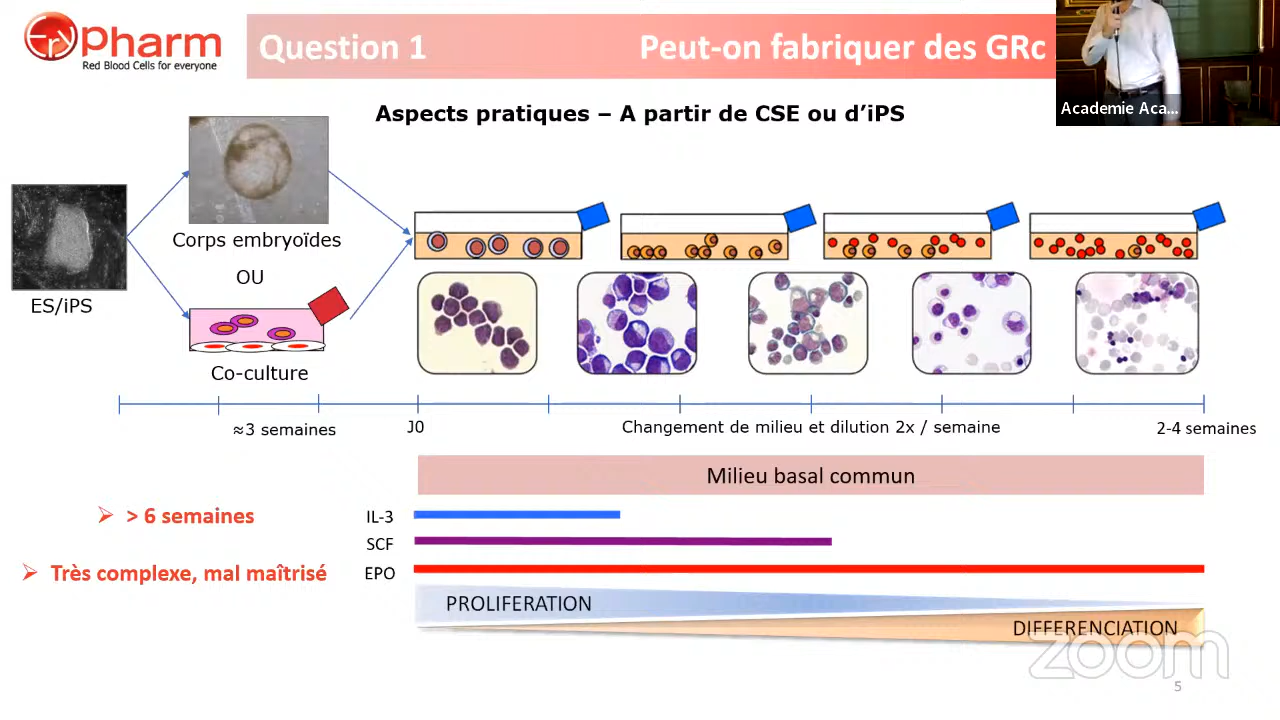 EryPharm
Red Blood Cells for everyone
Question 1
Peut-on fabriquer des GRc
Academie Aca...
Aspects pratiques – A partir de CSE ou d’iPS
Corps embryoïdes
OU
ES/iPS
Co-culture
≈3 semaines
J0
Changement de milieu et dilution 2x / semaine
2-4 semaines
Milieu basal commun
➢ > 6 semaines
IL-3
SCF
➢ Très complexe, mal maîtrisé
EPO
PROLIFERATION
DIFFERENCIATION
zoom
5